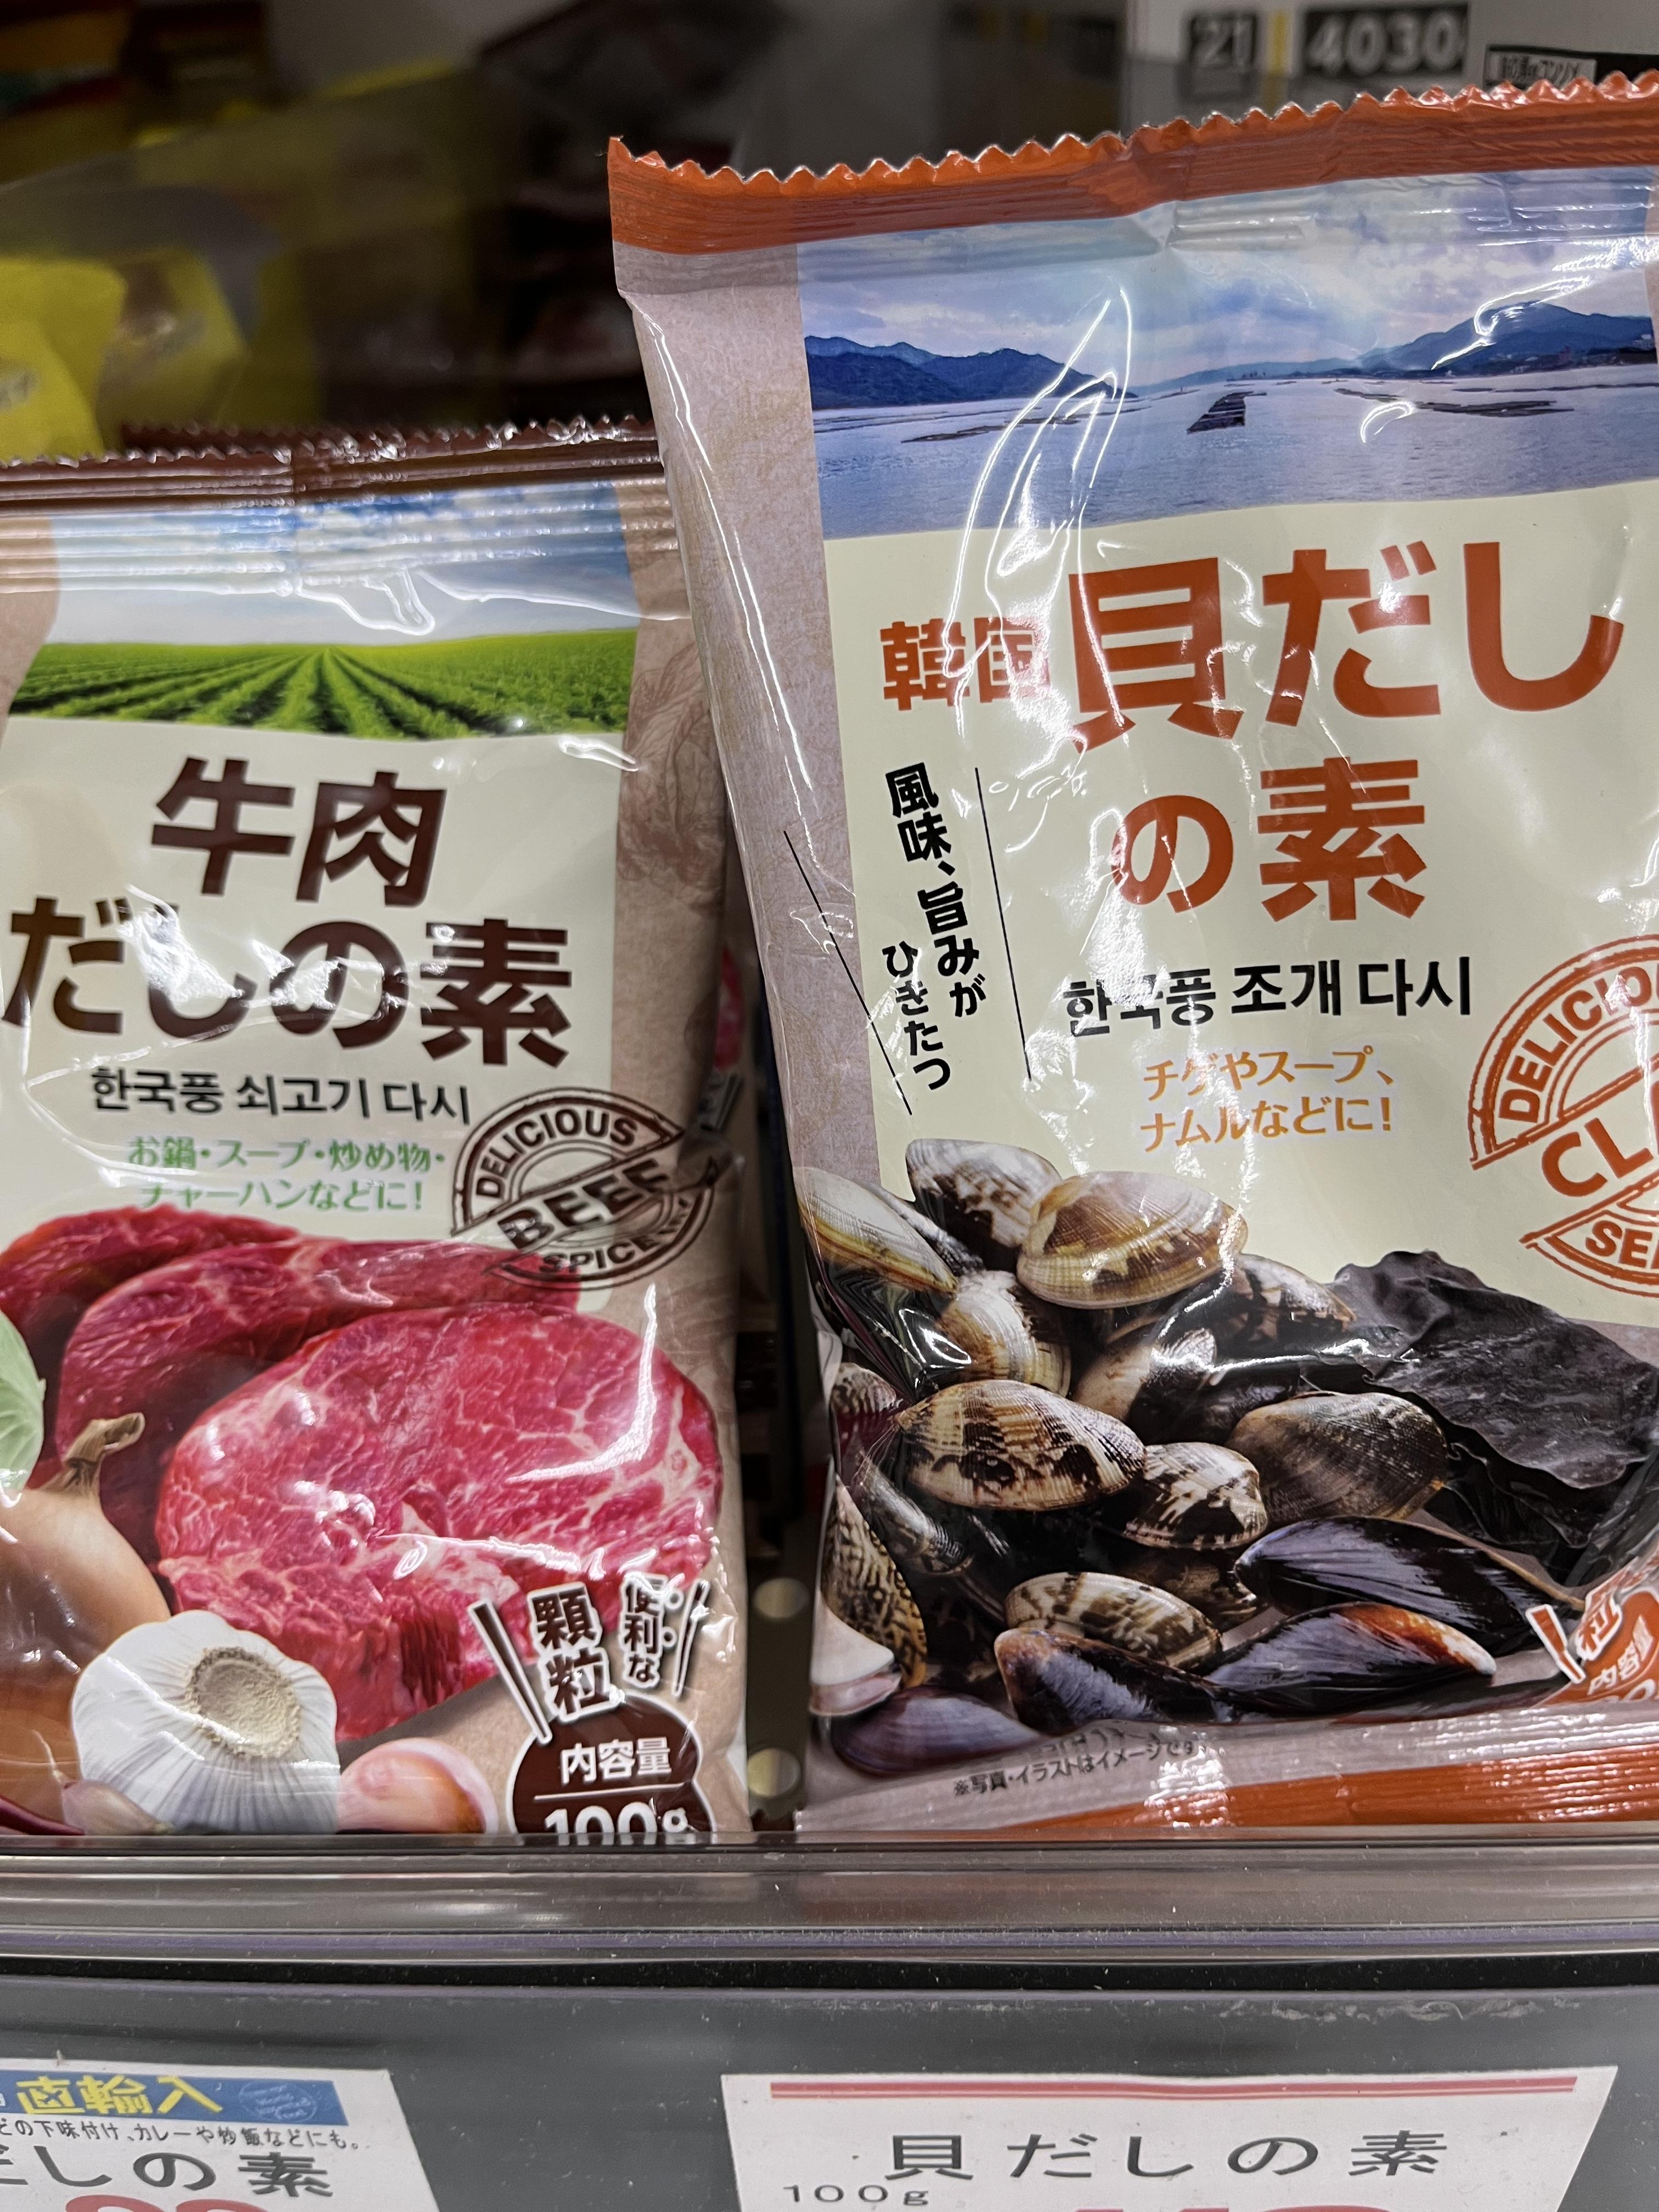 21 4030
牛肉
だしの素
한국풍 쇠고기 다시
お鍋・スープ・炒め物・
チャーハンなどに!
DELICIOUS
BEEF
便利な
顆粒
内容量
100g
韓国 貝だし
の素
風味、旨みが
ひきたつ
한국풍 조개 다시
チゲやスープ、
ナムルなどに!
粒
内容量
※写真・イラストはイメージです
直輸入
の下味付け、カレーや炒飯などにも。
しの素
貝だしの素
100g